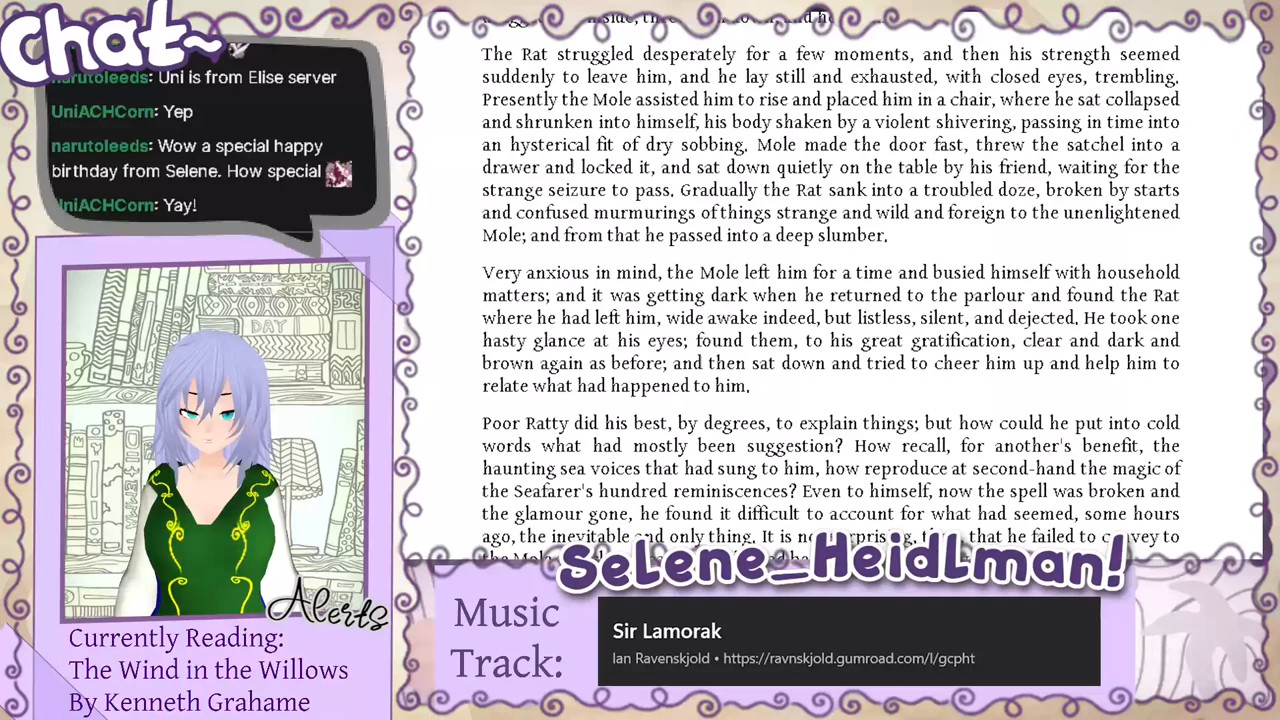 Chat~
narutoleeds: Uni is from Elise server
UniACHCorn: Yep
narutoleeds: Wow a special happy
birthday from Selene. How special
UniACHCorn: Yay!
DAY
Alerts
Currently Reading:
The Wind in the Willows
By Kenneth Grahame
The Rat struggled desperately for a few moments, and then his strength seemed
suddenly to leave him, and he lay still and exhausted, with closed eyes, trembling.
Presently the Mole assisted him to rise and placed him in a chair, where he sat collapsed
and shrunken into himself, his body shaken by a violent shivering, passing in time into
an hysterical fit of dry sobbing. Mole made the door fast, threw the satchel into a
drawer and locked it, and sat down quietly on the table by his friend, waiting for the
strange seizure to pass. Gradually the Rat sank into a troubled doze, broken by starts
and confused murmurings of things strange and wild and foreign to the unenlightened
Mole; and from that he passed into a deep slumber.
Very anxious in mind, the Mole left him for a time and busied himself with household
matters; and it was getting dark when he returned to the parlour and found the Rat
where he had left him, wide awake indeed, but listless, silent, and dejected. He took one
hasty glance at his eyes; found them, to his great gratification, clear and dark and
brown again as before; and then sat down and tried to cheer him up and help him to
relate what had happened to him.
Poor Ratty did his best, by degrees, to explain things; but how could he put into cold
words what had mostly been suggestion? How recall, for another's benefit, the
haunting sea voices that had sung to him, how reproduce at second-hand the magic of
the Seafarer's hundred reminiscences? Even to himself, now the spell was broken and
the glamour gone, he found it difficult to account for what had seemed, some hours
ago, the inevitable and only thing. It is that he failed to convey to
Selene_Heidlman!
Music
Track:
Sir Lamorak
Ian Ravenskjold • https://ravnskjold.gumroad.com/l/gcpht